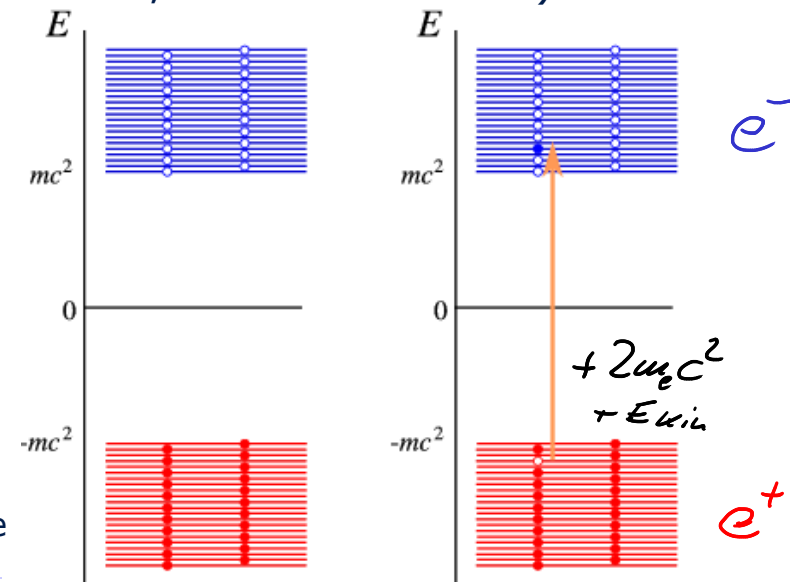 E
mc²
0
-mc²
e
E
mc²
0
-mc²
e⁻
+ 2mₑc²
+ Ekin
e⁺